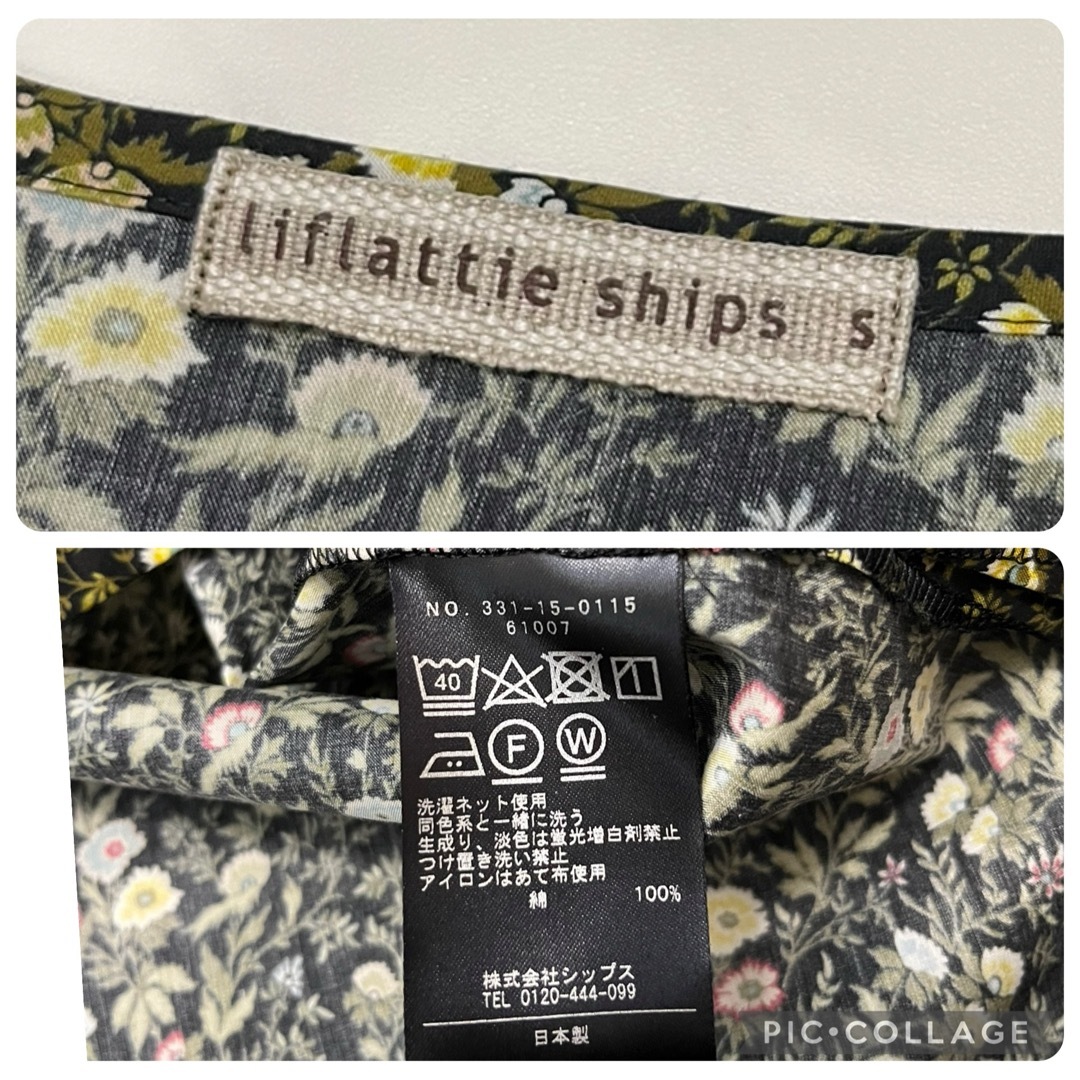 liflattie ships s
NO. 331-15-0115
61007
40
F W
洗濯ネット使用
同色系と一緒に洗う
生成り、淡色は蛍光増白剤禁止
つけ置き洗い禁止
アイロンはあて布使用
綿 100%
株式会社シップス
TEL 0120-444-099
日本製
PIC•COLLAGE